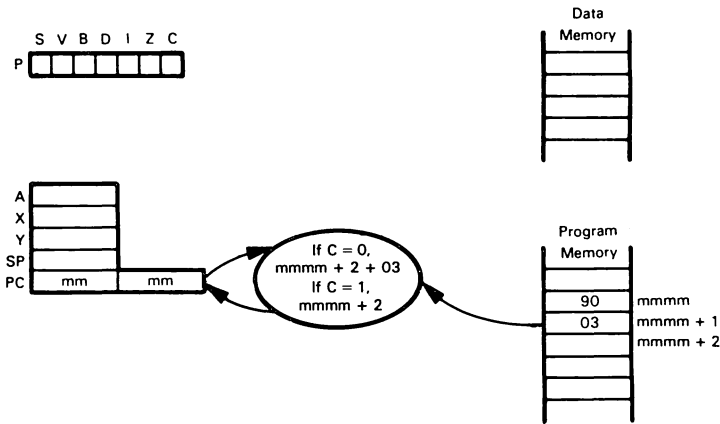 S V B D I Z C
P
Data
Memory
A
X
Y
SP
PC mm mm
If C = 0,
mmmm + 2 + 03
If C = 1,
mmmm + 2
Program
Memory
90 mmmm
03 mmmm + 1
mmmm + 2